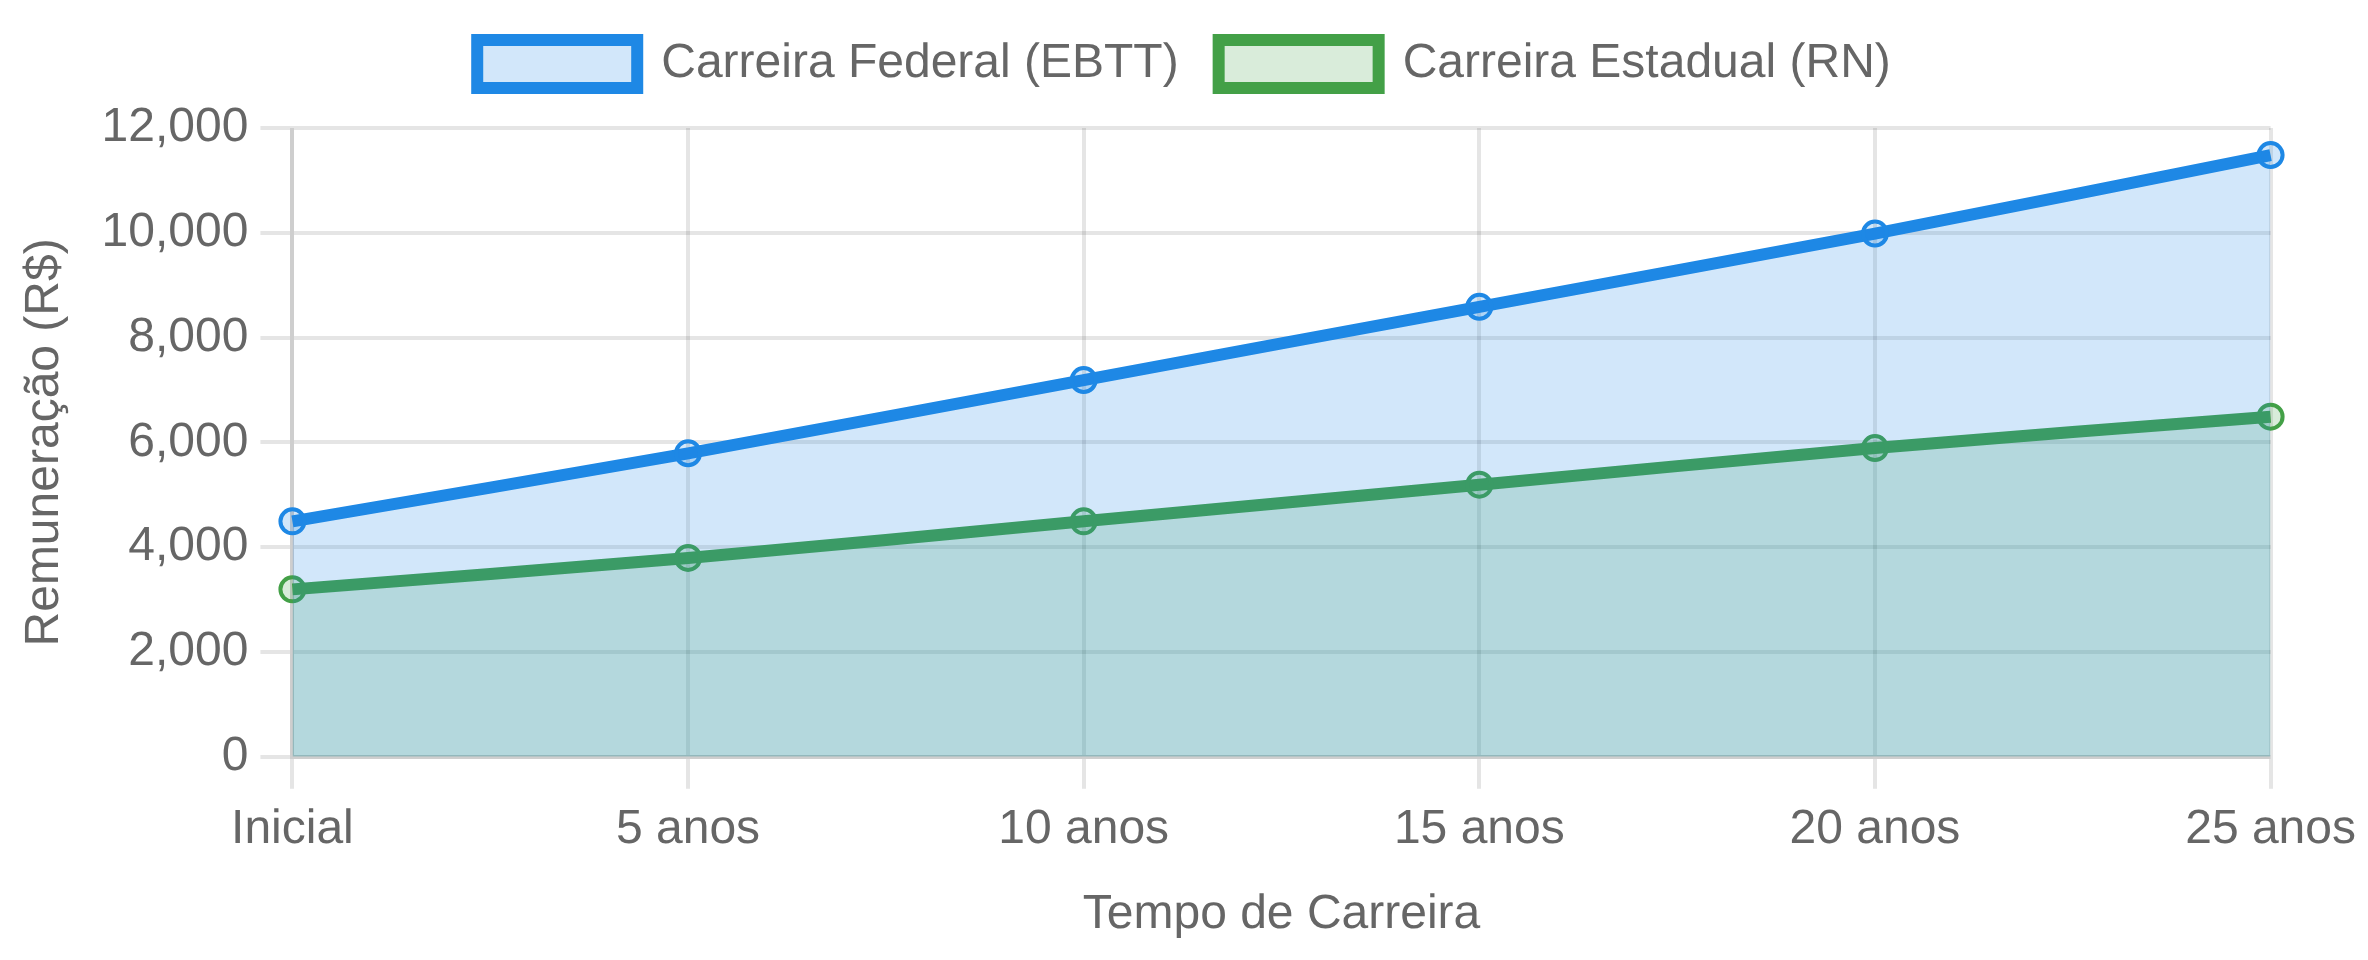 Carreira Federal (EBTT)
Carreira Estadual (RN)
12,000
10,000
8,000
6,000
4,000
2,000
0
Remuneração (R$)
Inicial
5 anos
10 anos
15 anos
20 anos
25 anos
Tempo de Carreira